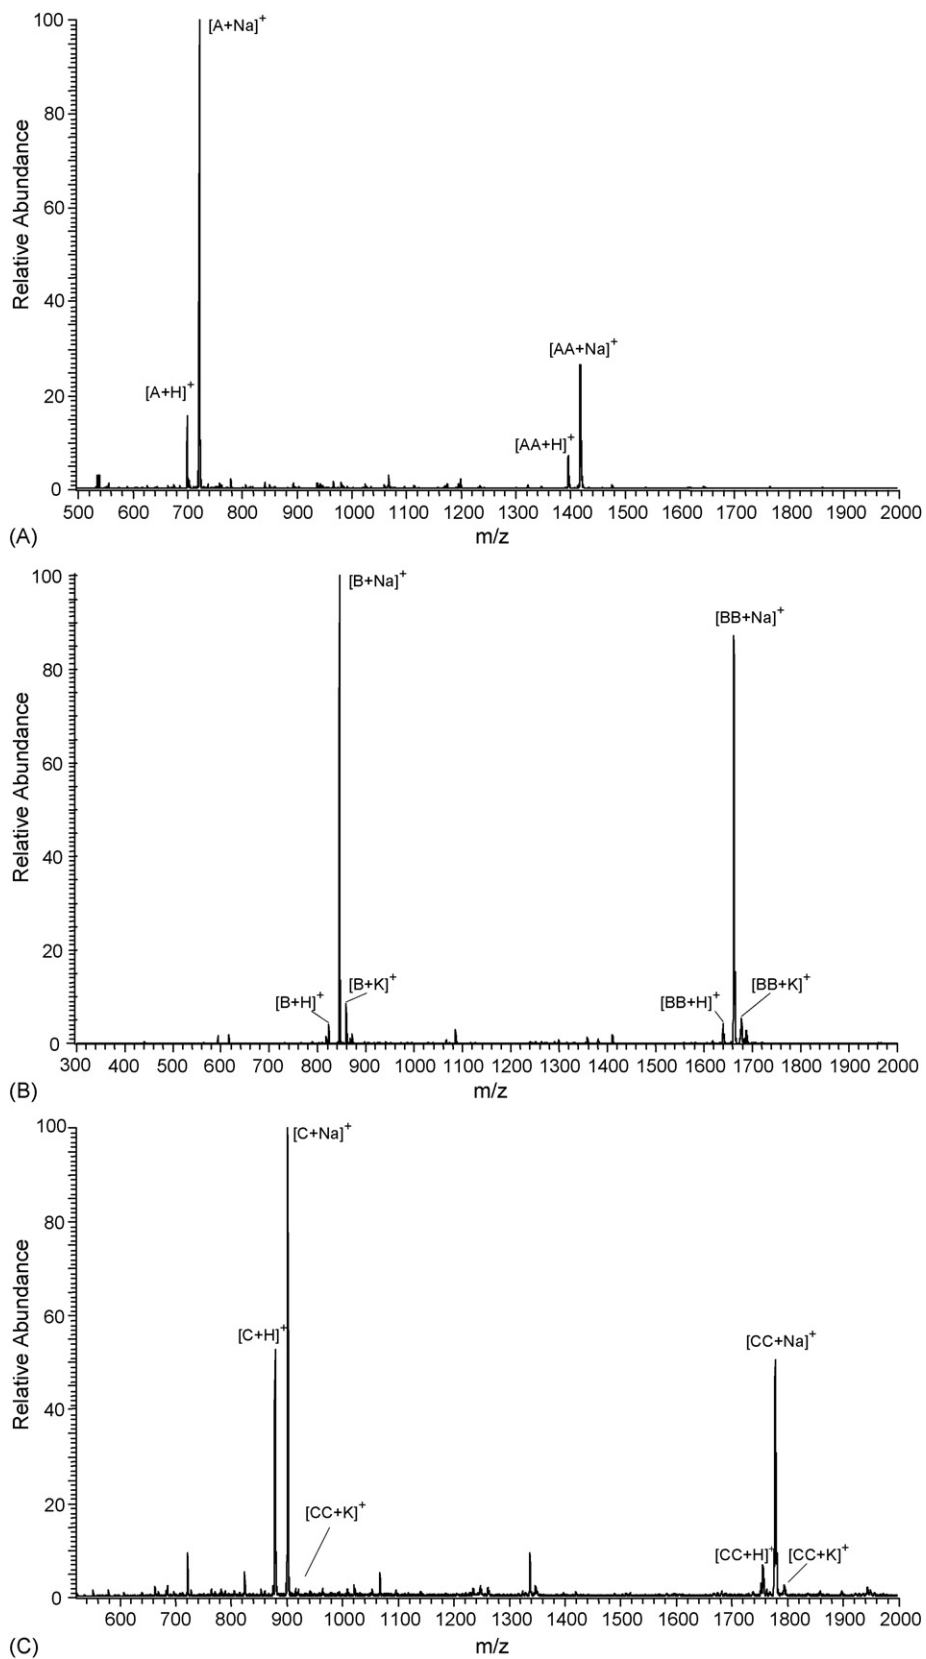 100
[A+Na]+
80
60
40
[AA+Na]+
[A+H]+
20
[AA+H]+
0
Relative Abundance
500 600 700 800 900 1000 1100 1200 1300 1400 1500 1600 1700 1800 1900 2000
m/z
(A)
100
[B+Na]+
[BB+Na]+
80
60
40
20
[B+H]+
[B+K]+
[BB+H]+
[BB+K]+
0
Relative Abundance
300 400 500 600 700 800 900 1000 1100 1200 1300 1400 1500 1600 1700 1800 1900 2000
m/z
(B)
100
[C+Na]+
80
60
[C+H]+
[CC+Na]+
40
20
[CC+K]+
[CC+H]+
[CC+K]+
0
Relative Abundance
600 700 800 900 1000 1100 1200 1300 1400 1500 1600 1700 1800 1900 2000
m/z
(C)